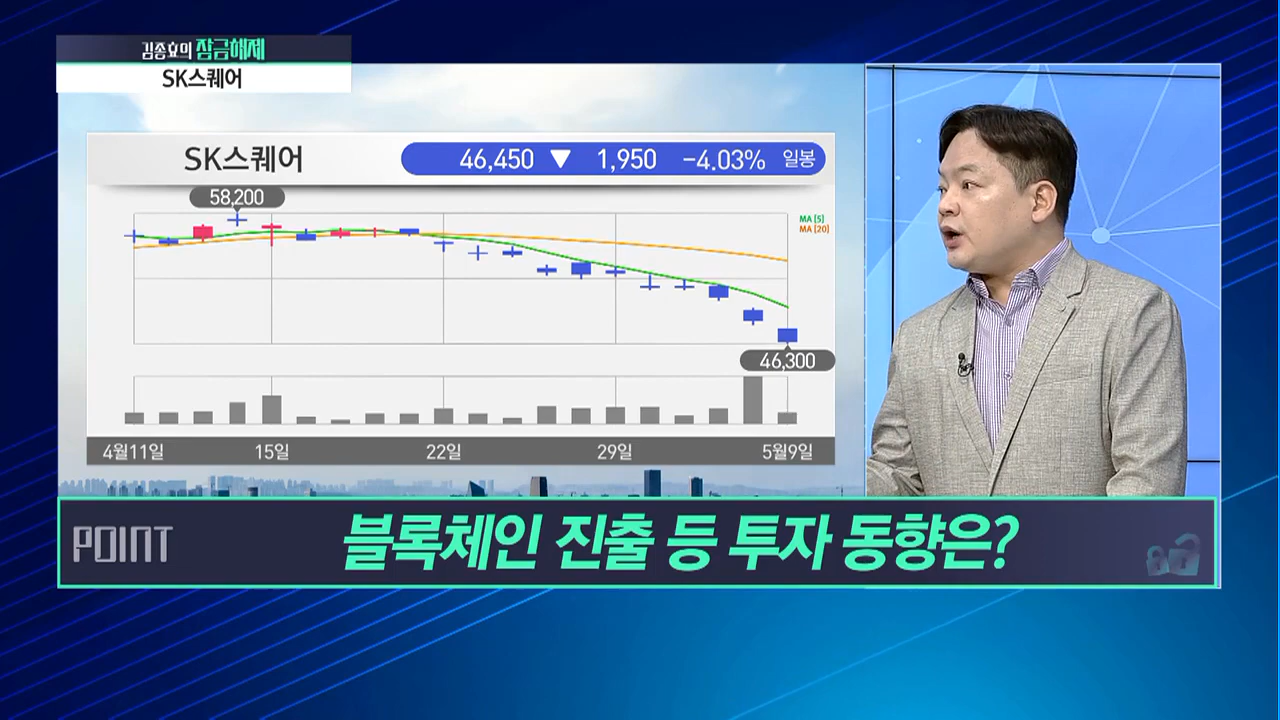 김종효의 잠금해제
SK스퀘어
SK스퀘어
46,450 ▼ 1,950 -4.03% 일봉
58,200
MA [5]
MA [20]
46,300
4월11일 15일 22일 29일 5월9일
POINT
블록체인 진출 등 투자 동향은?